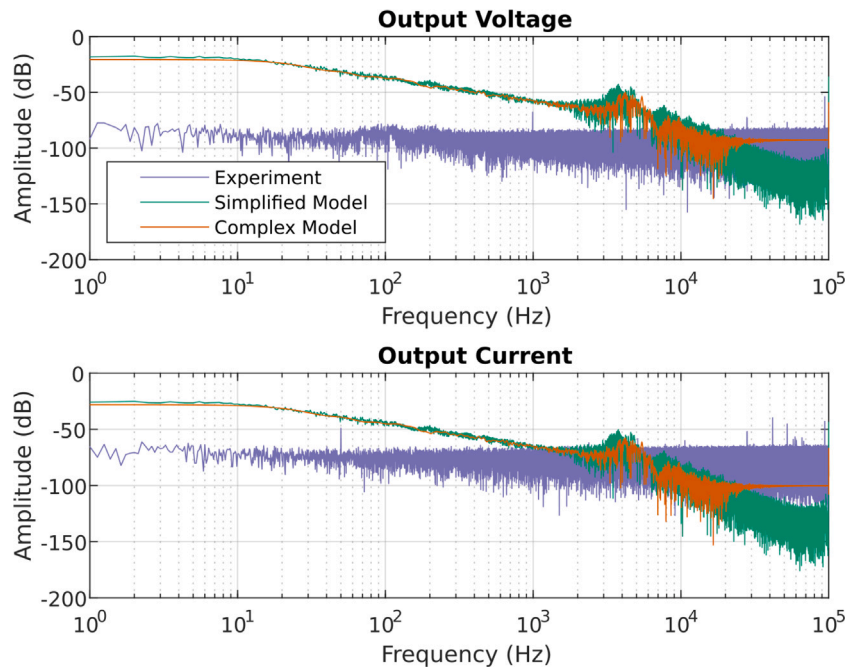 Output Voltage
0
-50
-100
-150
-200
Amplitude (dB)
Experiment
Simplified Model
Complex Model
10^0 10^1 10^2 10^3 10^4 10^5
Frequency (Hz)
Output Current
0
-50
-100
-150
-200
Amplitude (dB)
10^0 10^1 10^2 10^3 10^4 10^5
Frequency (Hz)